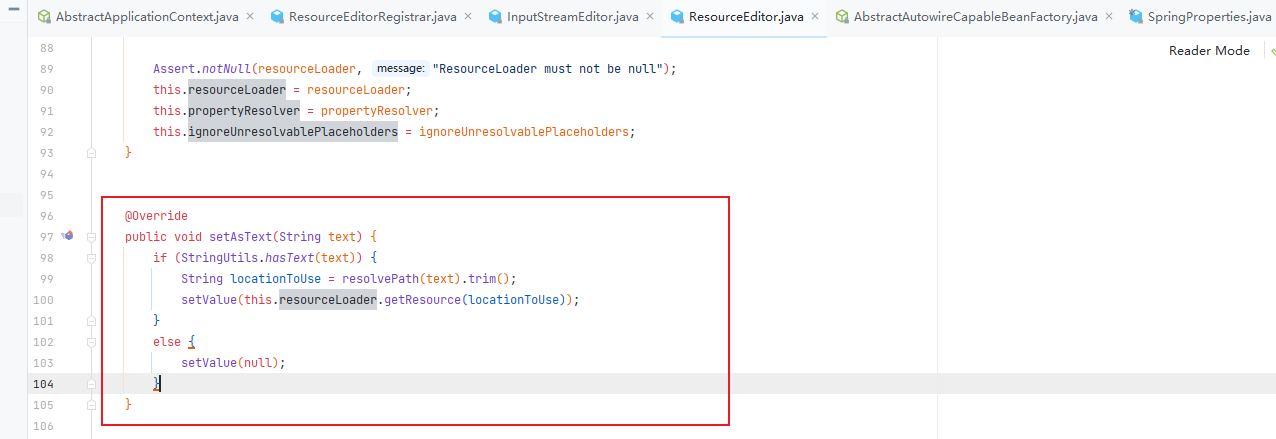 AbstractApplicationContext.java ResourceEditorRegistrar.java InputStreamEditor.java ResourceEditor.java AbstractAutowireCapableBeanFactory.java SpringProperties.java
Reader Mode
88
89 Assert.notNull(resourceLoader, message: "ResourceLoader must not be null");
90 this.resourceLoader = resourceLoader;
91 this.propertyResolver = propertyResolver;
92 this.ignoreUnresolvablePlaceholders = ignoreUnresolvablePlaceholders;
93 }
94
95
96 @Override
97 public void setAsText(String text) {
98 if (StringUtils.hasText(text)) {
99 String locationToUse = resolvePath(text).trim();
100 setValue(this.resourceLoader.getResource(locationToUse));
101 }
102 else {
103 setValue(null);
104 }
105 }
106